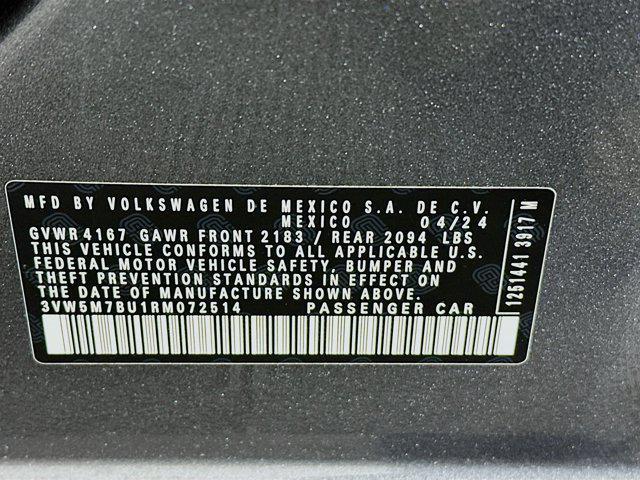 MFD BY VOLKSWAGEN DE MEXICO S.A. DE C.V.
MEXICO 04/24
GVWR 4167 GAWR FRONT 2183 / REAR 2094 LBS
THIS VEHICLE CONFORMS TO ALL APPLICABLE U.S.
FEDERAL MOTOR VEHICLE SAFETY, BUMPER AND
THEFT PREVENTION STANDARDS IN EFFECT ON
THE DATE OF MANUFACTURE SHOWN ABOVE.
3VW5M7BU1RM072514 PASSENGER CAR
1251441 3917 M